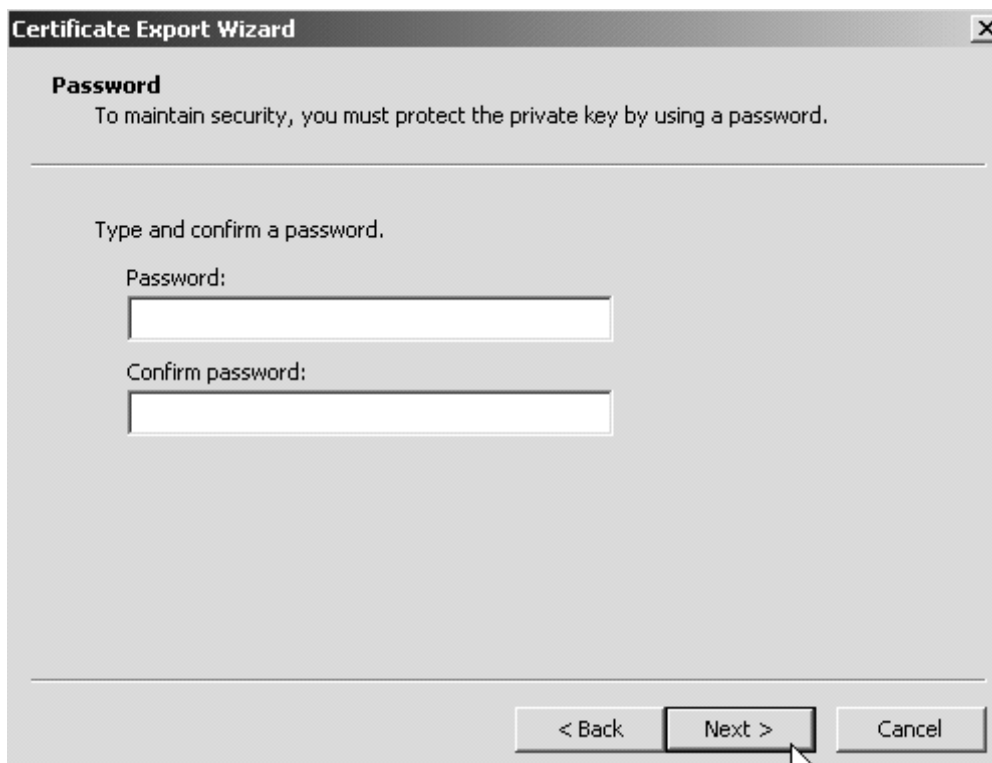 Certificate Export Wizard
Password
To maintain security, you must protect the private key by using a password.
Type and confirm a password.
Password:
Confirm password:
< Back Next > Cancel